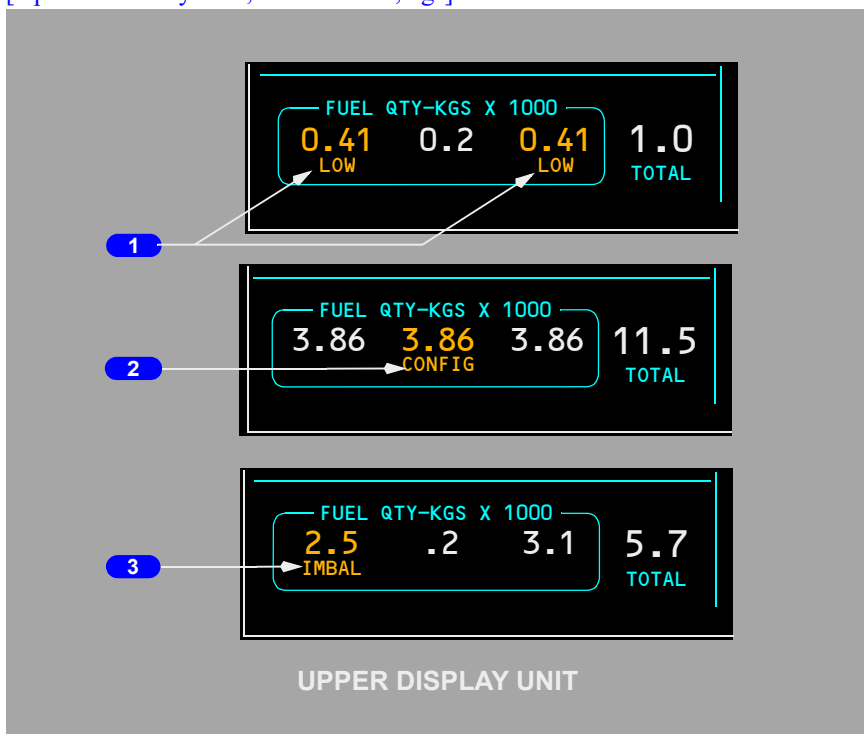 FUEL QTY-KGS X 1000
0.41 0.2 0.41 1.0
LOW LOW TOTAL
1
FUEL QTY-KGS X 1000
3.86 3.86 3.86 11.5
CONFIG TOTAL
2
FUEL QTY-KGS X 1000
2.5 .2 3.1 5.7
IMBAL TOTAL
3
UPPER DISPLAY UNIT